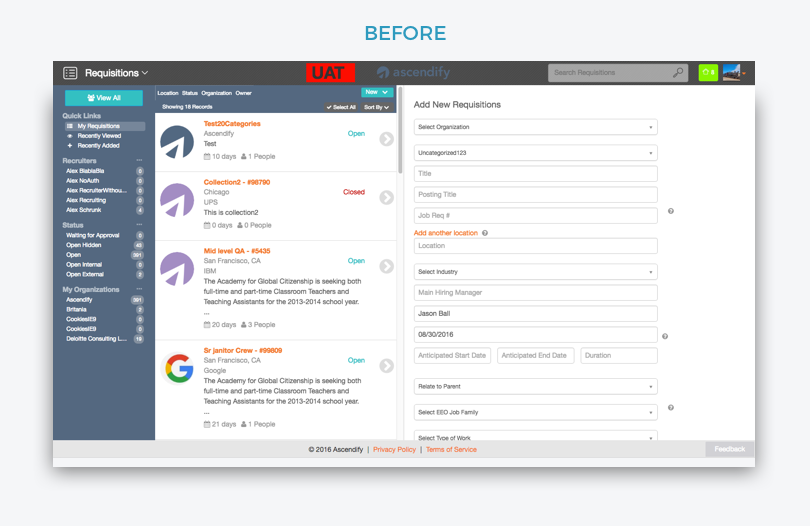 BEFORE
Requisitions
UAT
ascendify
Search Requisitions
6
View All
Quick Links
My Requisitions
Recently Viewed
Recently Added
Recruiters ...
Alex BlablaBla 0
Alex NoAuth 0
Alex RecruiterWithou... 0
Alex Recruiting 0
Alex Schrunk 4
Status ...
Waiting for Approval
Open Hidden 43
Open 391
Open Internal 0
Open External 2
My Organizations ...
Ascendify 391
Britania 2
CookiesIE9 0
CookiesIE9 0
Deloitte Consulting L... 19
Location Status Organization Owner
New
Showing 18 Records
Select All
Sort By
Test20Categories
Ascendify
Open
Test
10 days 1 People
Collection2 - #98790
Chicago
Closed
UPS
This is collection2
0 days 0 People
Mid level QA - #5435
San Francisco, CA
Open
IBM
The Academy for Global Citizenship is seeking both
full-time and part-time Classroom Teachers and
Teaching Assistants for the 2013-2014 school year.
...
20 days 3 People
Sr janitor Crew - #99809
San Francisco, CA
Open
Google
The Academy for Global Citizenship is seeking both
full-time and part-time Classroom Teachers and
Teaching Assistants for the 2013-2014 school year.
...
21 days 1 People
Add New Requisitions
Select Organization
Uncategorized123
Title
Posting Title
Job Req #
Add another location
Location
Select Industry
Main Hiring Manager
Jason Ball
08/30/2016
Anticipated Start Date Anticipated End Date Duration
Relate to Parent
Select EEO Job Family
Select Type of Work
© 2016 Ascendify | Privacy Policy | Terms of Service
Feedback